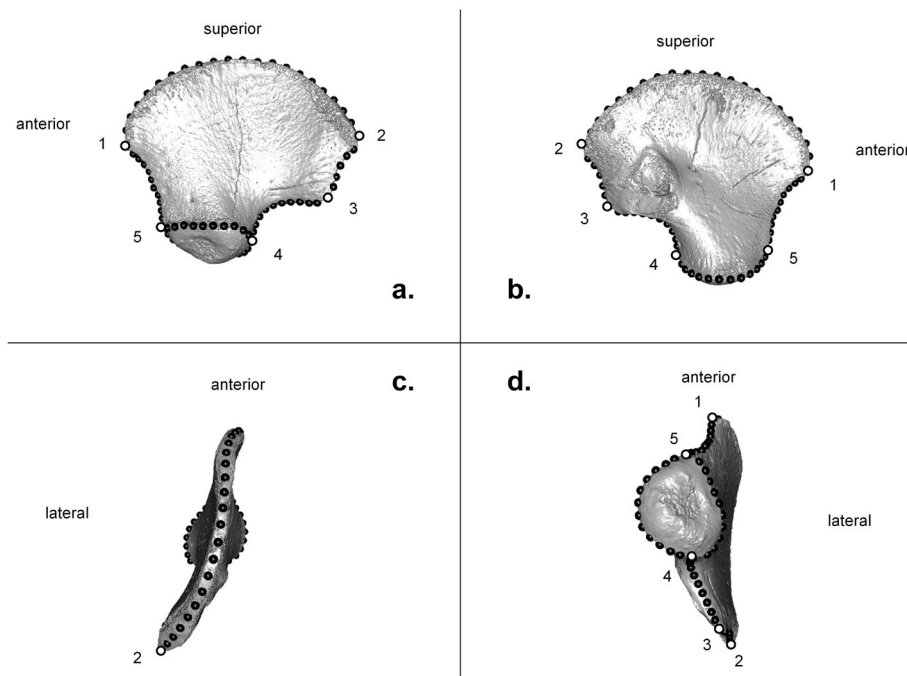 superior
anterior
1
2
3
5
4
a.
superior
2
anterior
1
3
4
5
b.
anterior
c.
lateral
2
d.
anterior
1
5
lateral
4
3
2